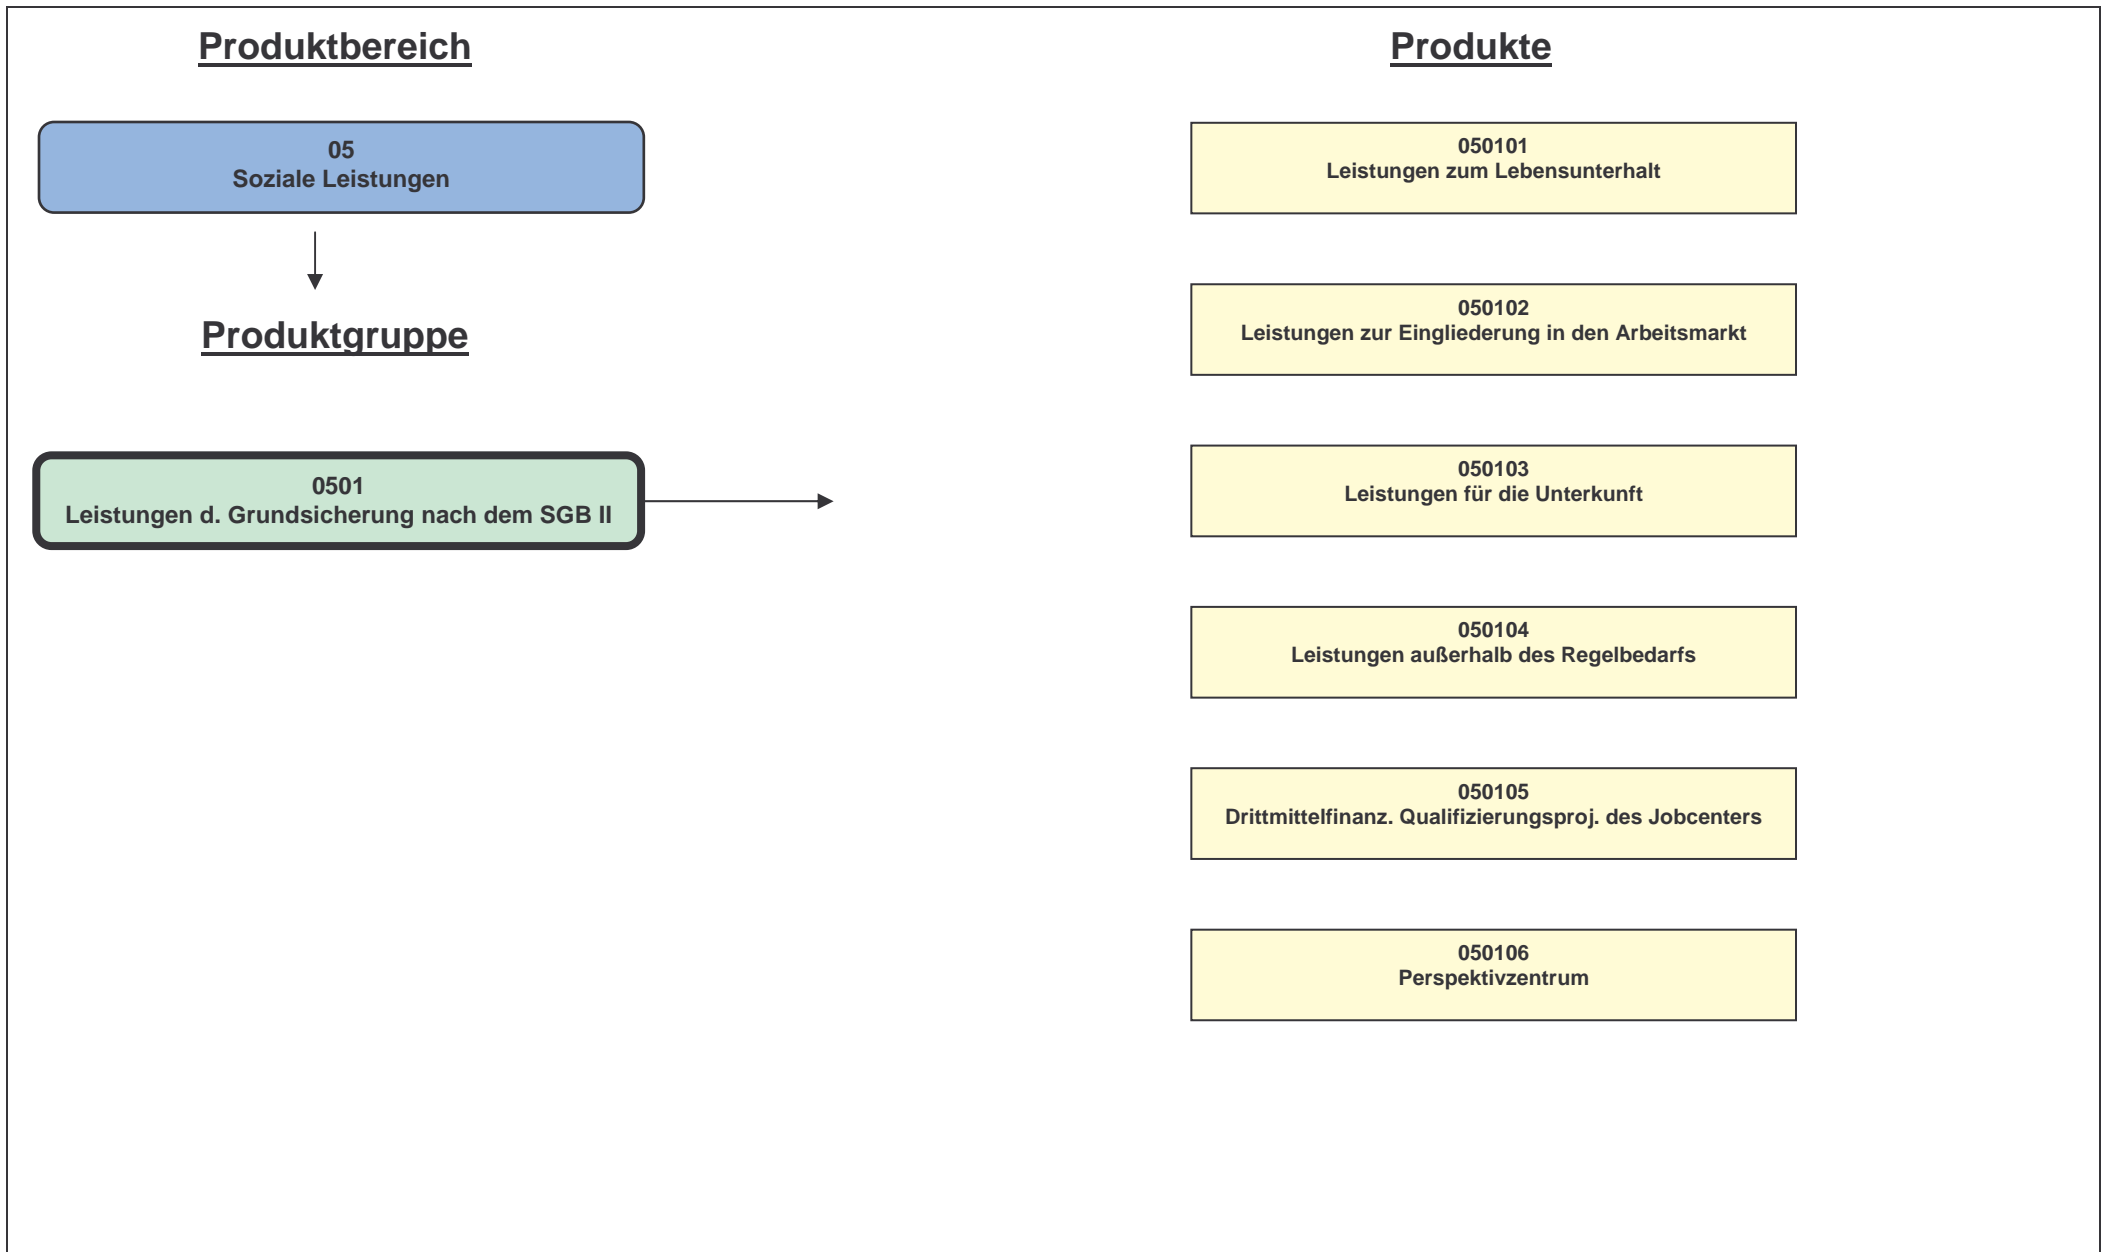 Produktbereich
05
Soziale Leistungen
Produktgruppe
0501
Leistungen d. Grundsicherung nach dem SGB II
Produkte
050101
Leistungen zum Lebensunterhalt
050102
Leistungen zur Eingliederung in den Arbeitsmarkt
050103
Leistungen für die Unterkunft
050104
Leistungen außerhalb des Regelbedarfs
050105
Drittmittelfinanz. Qualifizierungsproj. des Jobcenters
050106
Perspektivzentrum